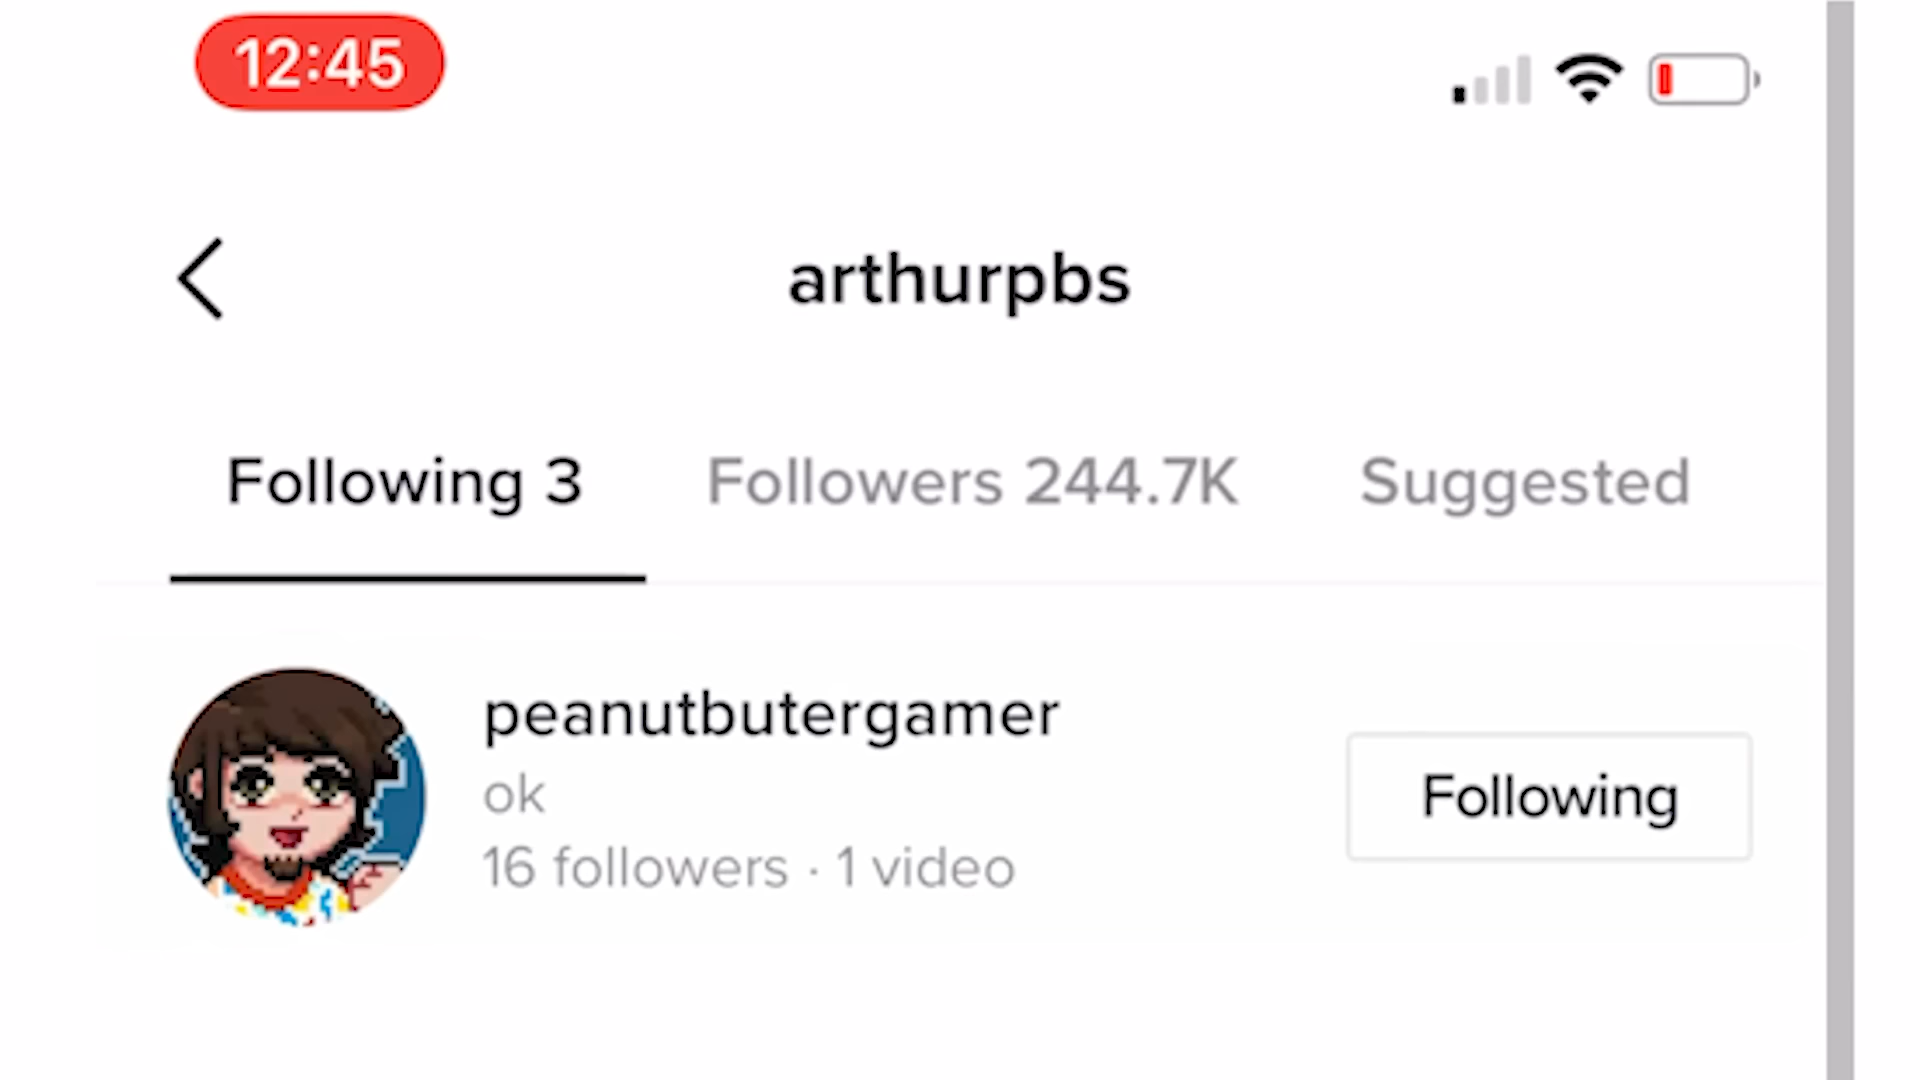 12:45
arthurpbs
Following 3 Followers 244.7K Suggested
peanutbutergamer
ok
16 followers · 1 video
Following